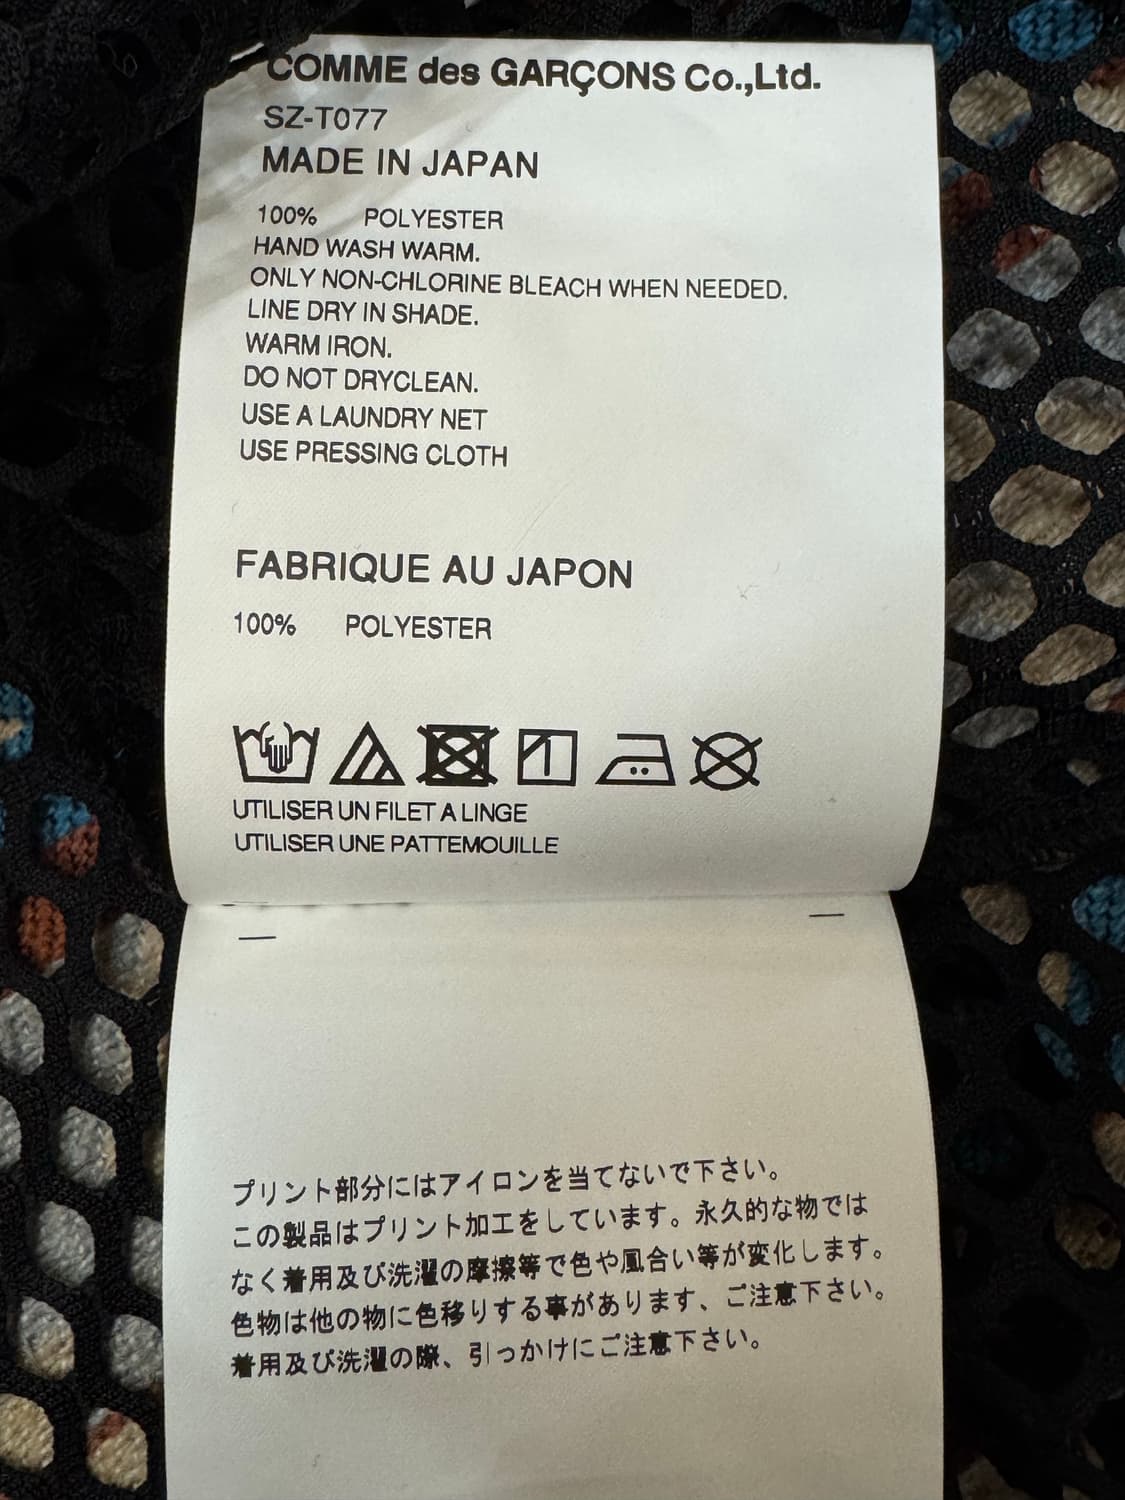 COMME des GARÇONS Co.,Ltd.
SZ-T077
MADE IN JAPAN
100% POLYESTER
HAND WASH WARM.
ONLY NON-CHLORINE BLEACH WHEN NEEDED.
LINE DRY IN SHADE.
WARM IRON.
DO NOT DRYCLEAN.
USE A LAUNDRY NET
USE PRESSING CLOTH
FABRIQUE AU JAPON
100% POLYESTER
UTILISER UN FILET A LINGE
UTILISER UNE PATTEMOUILLE
プリント部分にはアイロンを当てないで下さい。
この製品はプリント加工をしています。永久的な物では
なく着用及び洗濯の摩擦等で色や風合い等が変化します。
色物は他の物に色移りする事があります、ご注意下さい。
着用及び洗濯の際、引っかけにご注意下さい。